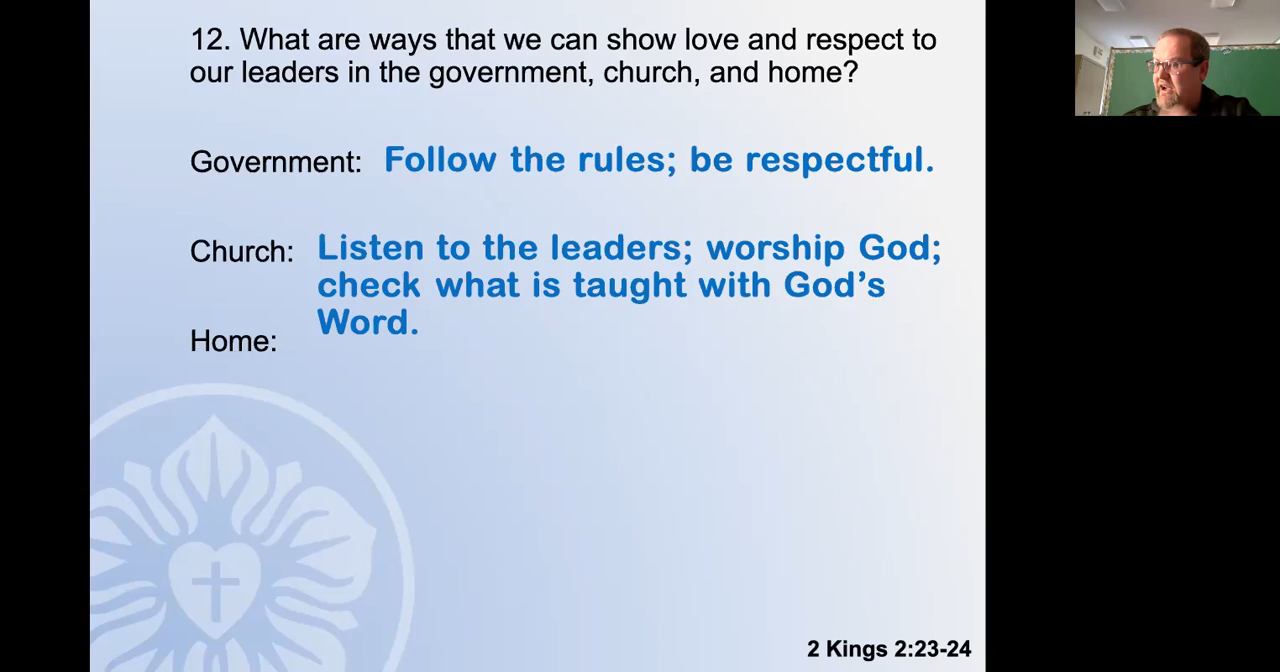 12. What are ways that we can show love and respect to
our leaders in the government, church, and home?
Government: Follow the rules; be respectful.
Church: Listen to the leaders; worship God;
check what is taught with God’s
Word.
Home:
2 Kings 2:23-24